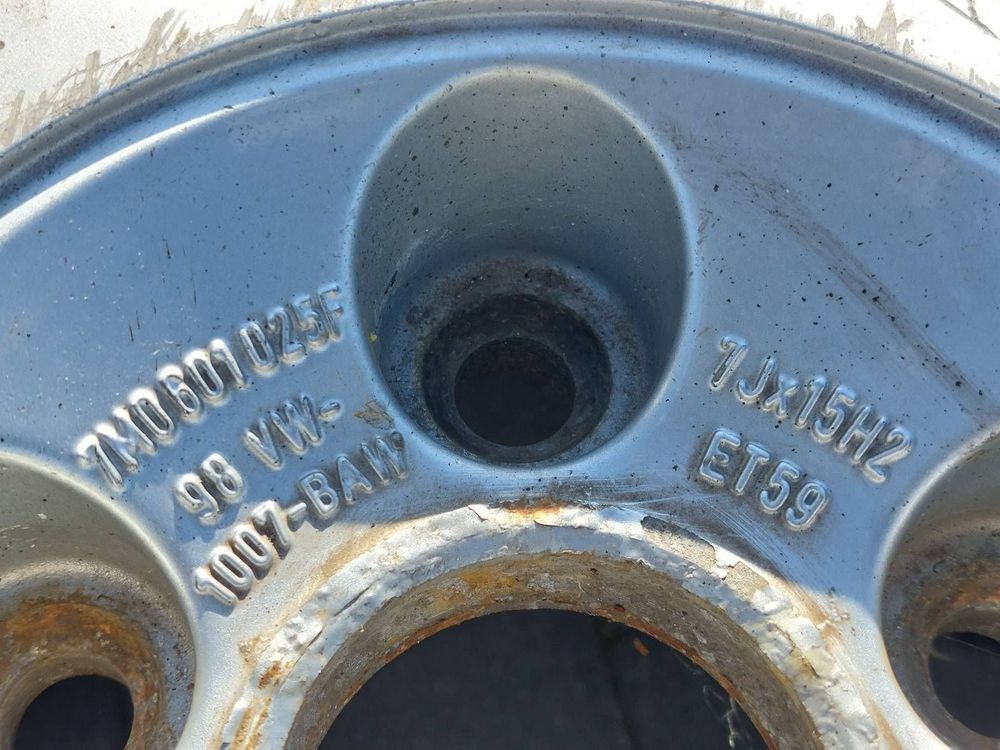 7M0601025F
98 VW-
1007-BAW
7Jx15H2
ET59